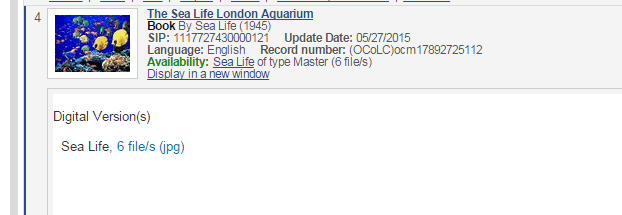 4
The Sea Life London Aquarium
Book By Sea Life (1945)
SIP: 1117727430000121 Update Date: 05/27/2015
Language: English Record number: (OCoLC)ocm17892725112
Availability: Sea Life of type Master (6 file/s)
Display in a new window
Digital Version(s)
Sea Life, 6 file/s (jpg)